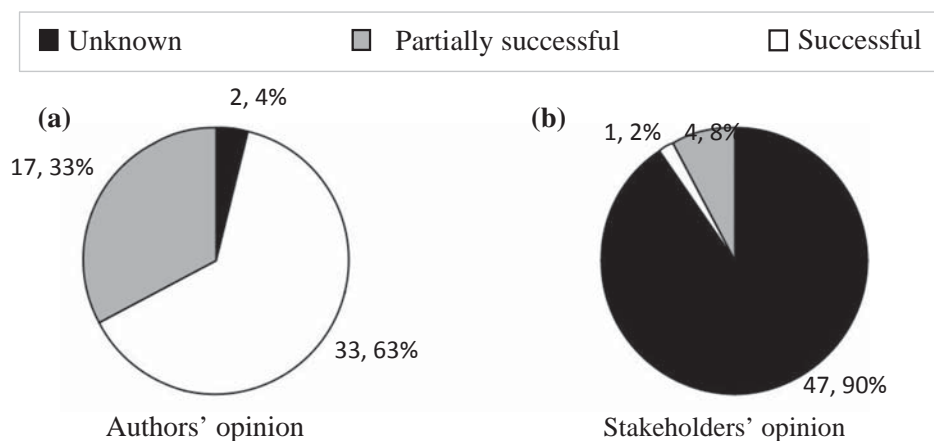 Unknown Partially successful Successful
(a) 2, 4% (b) 1, 2% 4, 8%
17, 33%
33, 63% 47, 90%
Authors’ opinion Stakeholders’ opinion